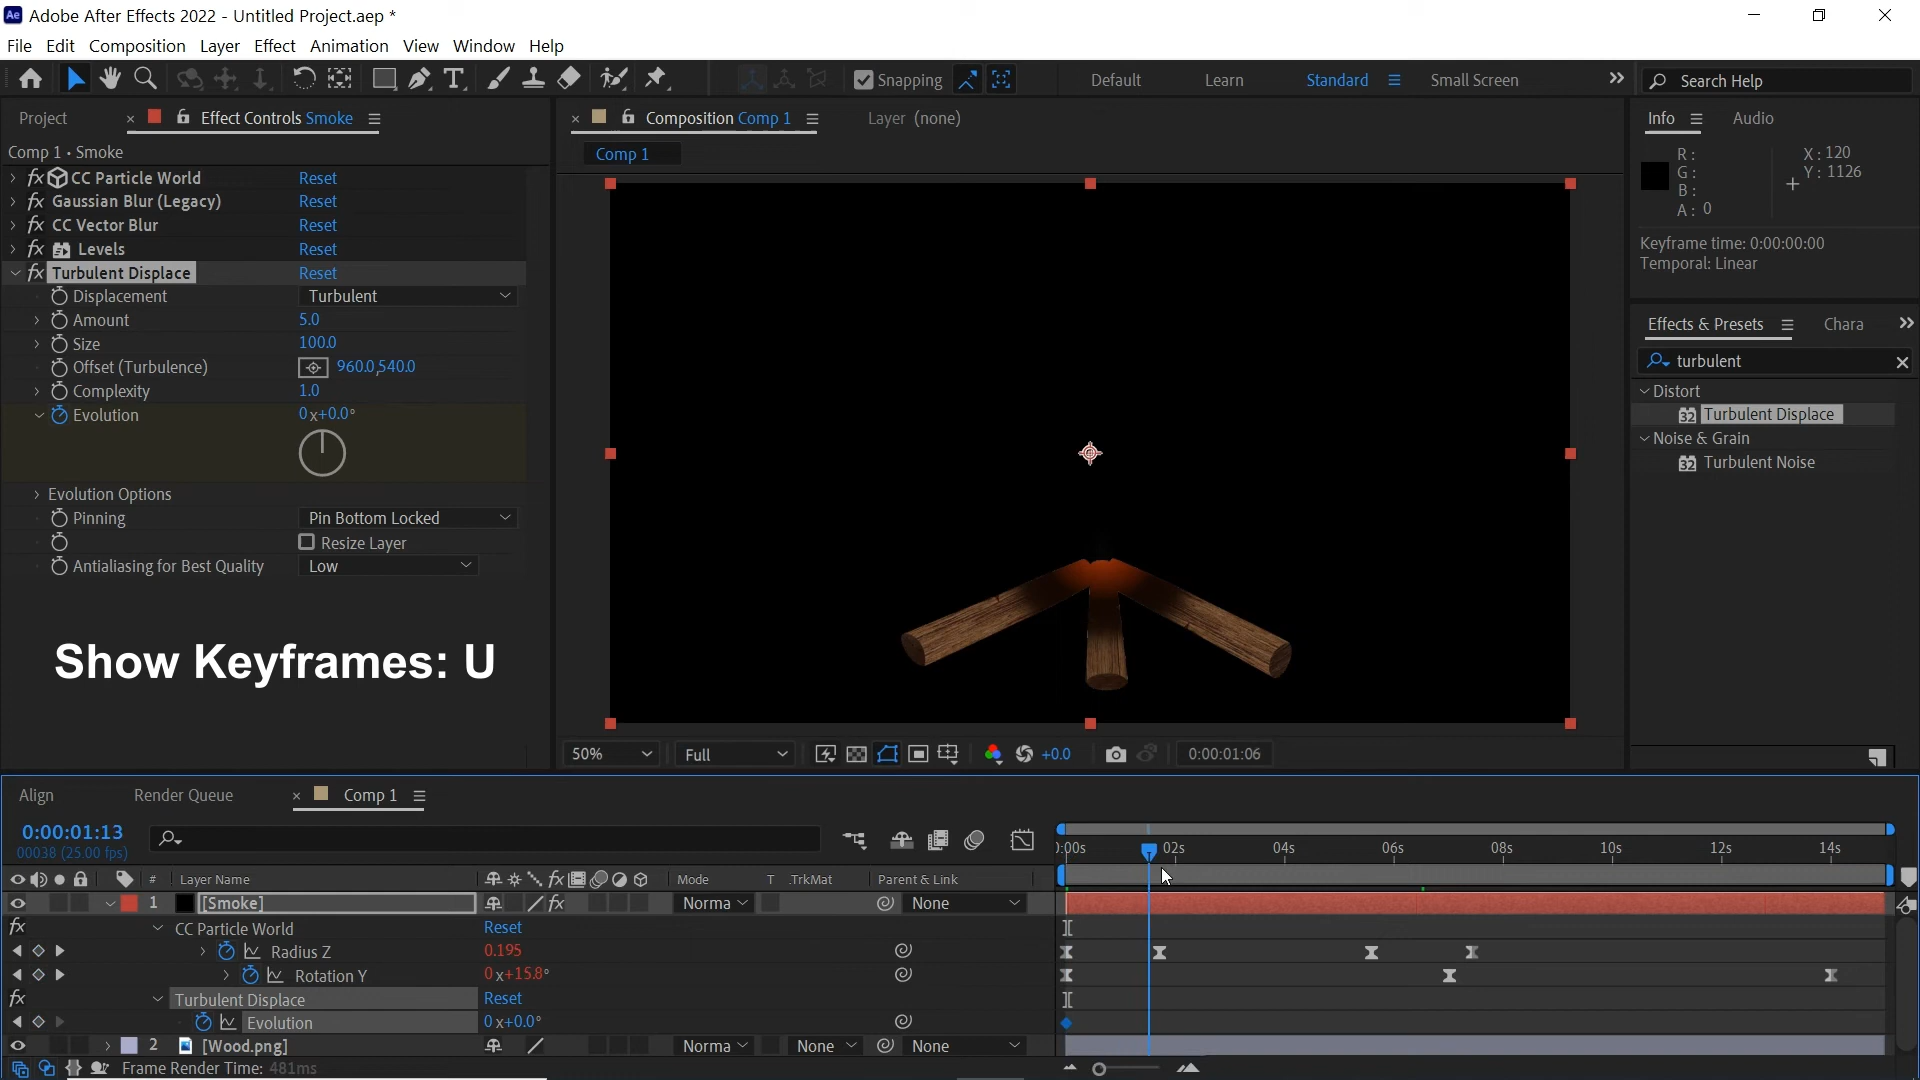 Adobe After Effects 2022 - Untitled Project.aep *
File Edit Composition Layer Effect Animation View Window Help
Snapping Default Learn Standard Small Screen Search Help
Project Effect Controls Smoke Composition Comp 1 Layer (none) Info Audio
Comp 1 • Smoke
Comp 1
R: X: 120
G: Y: 1126
B:
A: 0
CC Particle World Reset
Gaussian Blur (Legacy) Reset
CC Vector Blur Reset
Keyframe time: 0:00:00:00
Levels Reset
Temporal: Linear
Turbulent Displace Reset
Displacement Turbulent
Amount 5.0
Effects & Presets Chara
Size 100.0
turbulent
Offset (Turbulence) 960.0,540.0
Complexity 1.0
Distort
Evolution 0x+0.0°
32 Turbulent Displace
Noise & Grain
32 Turbulent Noise
Evolution Options
Pinning Pin Bottom Locked
Resize Layer
Antialiasing for Best Quality Low
Show Keyframes: U
50% Full +0.0 0:00:01:06
Align Render Queue Comp 1
0:00:01:13
00038 (25.00 fps)
):00s 02s 04s 06s 08s 10s 12s 14s
# Layer Name fx Mode T .TrkMat Parent & Link
1 [Smoke] fx Norma None
fx CC Particle World Reset
Radius Z 0.195
Rotation Y 0x+15.8°
fx Turbulent Displace Reset
Evolution 0x+0.0°
2 [Wood.png] Norma None None
Frame Render Time: 481ms